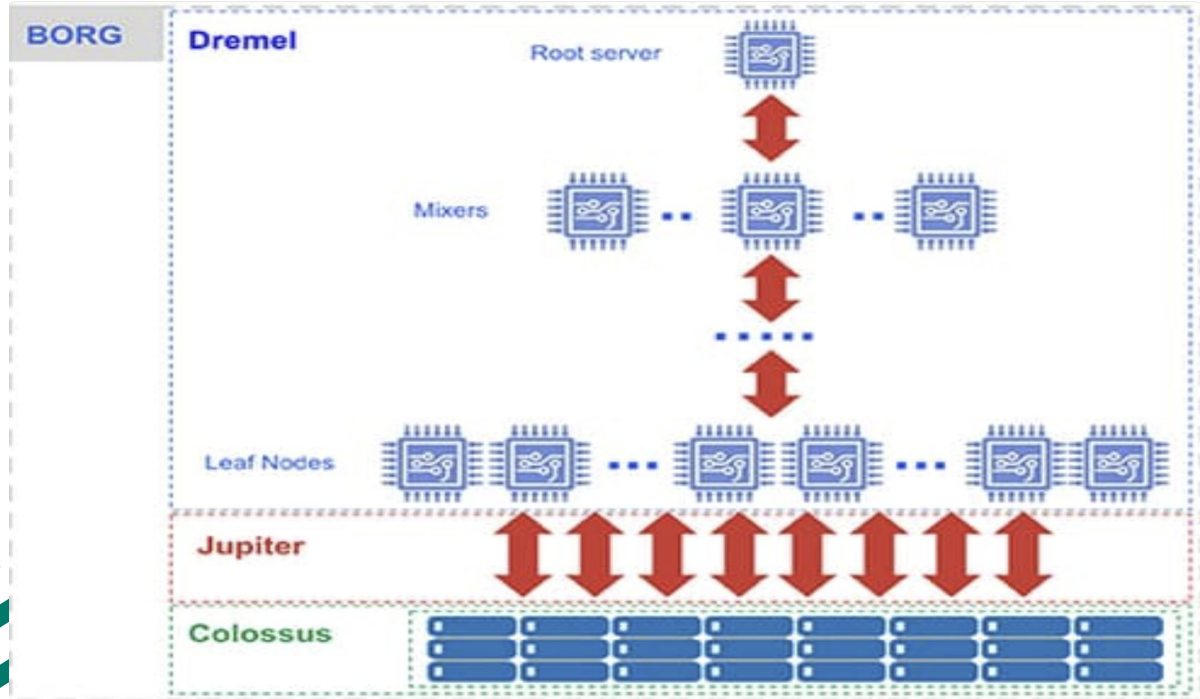 BORG
Dremel
Root server
Mixers
Leaf Nodes
Jupiter
Colossus